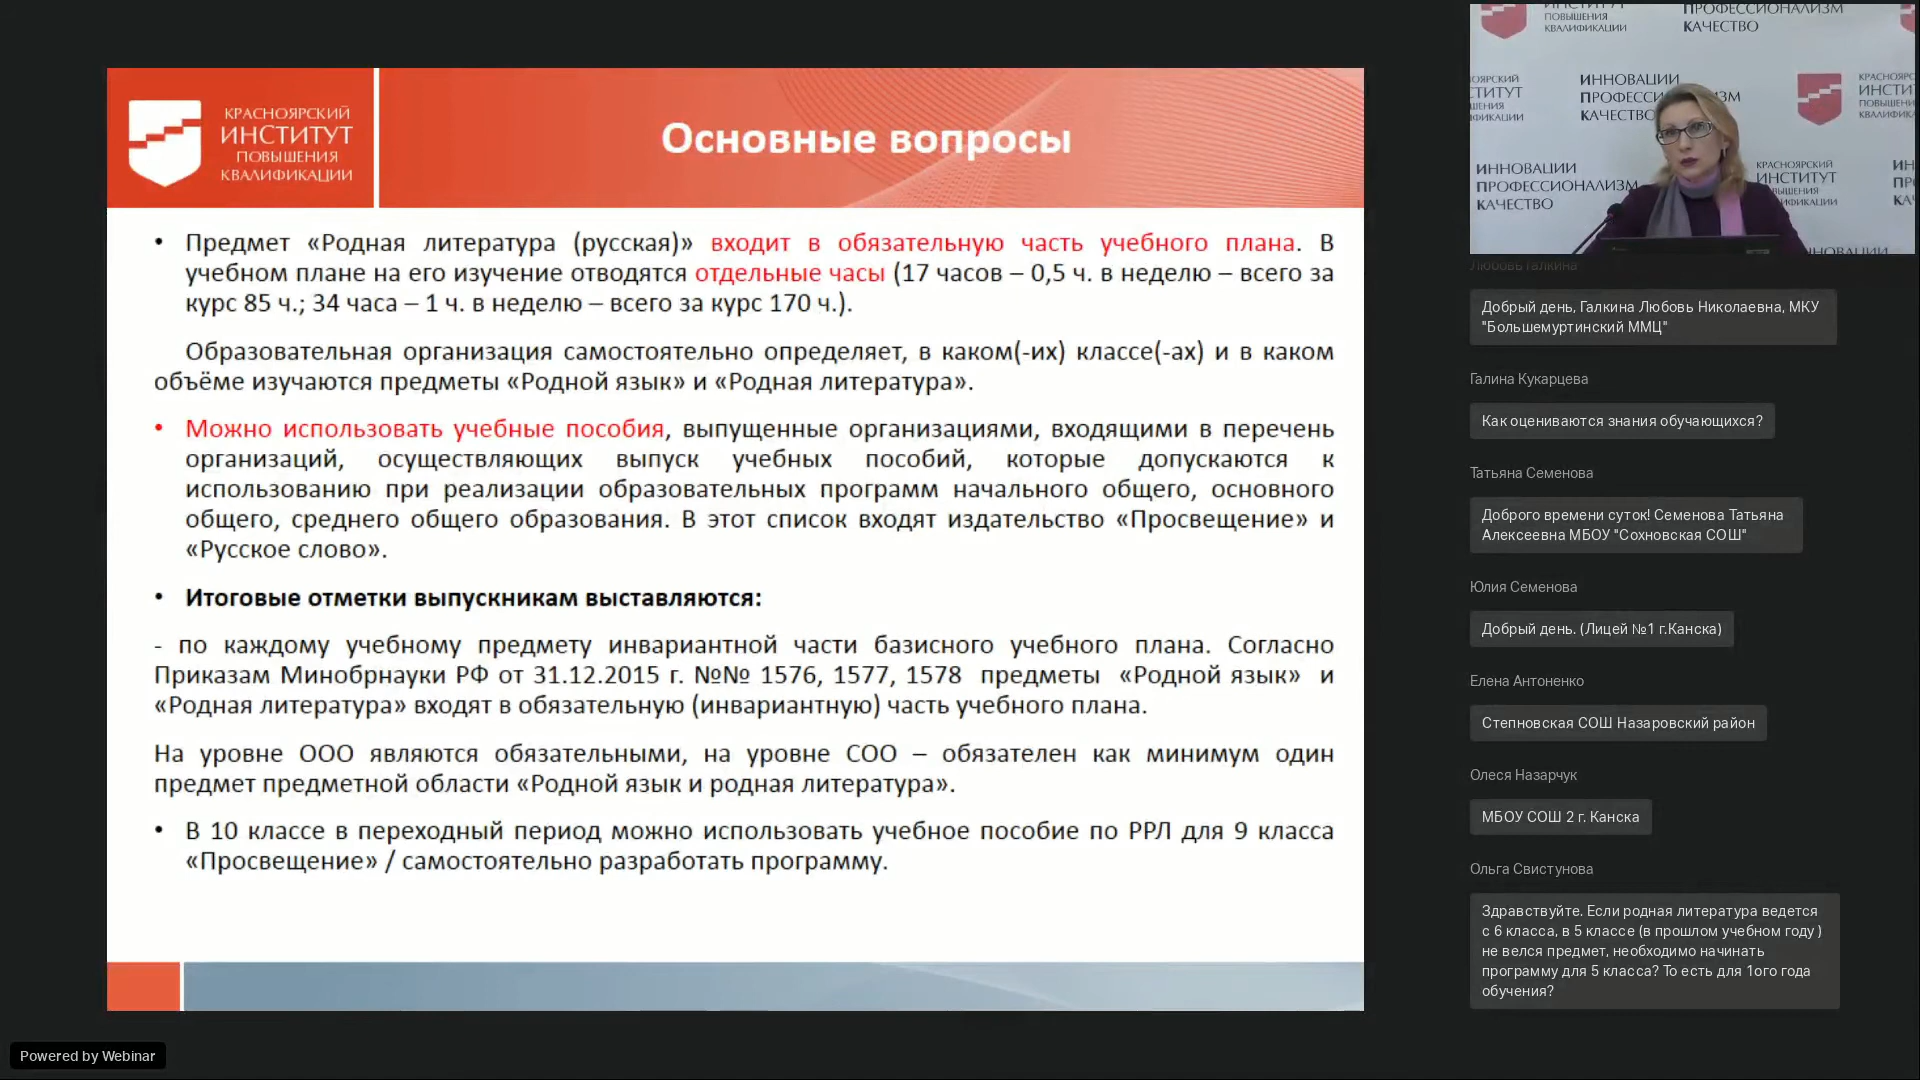 КРАСНОЯРСКИЙ
ИНСТИТУТ
ПОВЫШЕНИЯ
КВАЛИФИКАЦИИ
Основные вопросы
• Предмет «Родная литература (русская)» входит в обязательную часть учебного плана. В
учебном плане на его изучение отводятся отдельные часы (17 часов – 0,5 ч. в неделю – всего за
курс 85 ч.; 34 часа – 1 ч. в неделю – всего за курс 170 ч.).
Образовательная организация самостоятельно определяет, в каком(-их) классе(-ах) и в каком
объёме изучаются предметы «Родной язык» и «Родная литература».
• Можно использовать учебные пособия, выпущенные организациями, входящими в перечень
организаций, осуществляющих выпуск учебных пособий, которые допускаются к
использованию при реализации образовательных программ начального общего, основного
общего, среднего общего образования. В этот список входят издательство «Просвещение» и
«Русское слово».
• Итоговые отметки выпускникам выставляются:
- по каждому учебному предмету инвариантной части базисного учебного плана. Согласно
Приказам Минобрнауки РФ от 31.12.2015 г. №№ 1576, 1577, 1578 предметы «Родной язык» и
«Родная литература» входят в обязательную (инвариантную) часть учебного плана.
На уровне ООО являются обязательными, на уровне СОО – обязателен как минимум один
предмет предметной области «Родной язык и родная литература».
• В 10 классе в переходный период можно использовать учебное пособие по РРЛ для 9 класса
«Просвещение» / самостоятельно разработать программу.
ИНСТИТУТ
ПОВЫШЕНИЯ
КВАЛИФИКАЦИИ
ПРОФЕССИОНАЛИЗМ
КАЧЕСТВО
ИННОВАЦИИ
КАЧЕСТВО
ИННОВАЦИИ
ПРОФЕССИОНАЛИЗМ
КАЧЕСТВО
КРАСНОЯРСКИЙ
ИНСТИТУТ
Любовь Галкина
Добрый день, Галкина Любовь Николаевна, МКУ
"Большемуртинский ММЦ"
Галина Кукарцева
Как оцениваются знания обучающихся?
Татьяна Семенова
Доброго времени суток! Семенова Татьяна
Алексеевна МБОУ "Сохновская СОШ"
Юлия Семенова
Добрый день. (Лицей №1 г.Канска)
Елена Антоненко
Степновская СОШ Назаровский район
Олеся Назарчук
МБОУ СОШ 2 г. Канска
Ольга Свистунова
Здравствуйте. Если родная литература ведется
с 6 класса, в 5 классе (в прошлом учебном году )
не велся предмет, необходимо начинать
программу для 5 класса? То есть для 1ого года
обучения?
Powered by Webinar